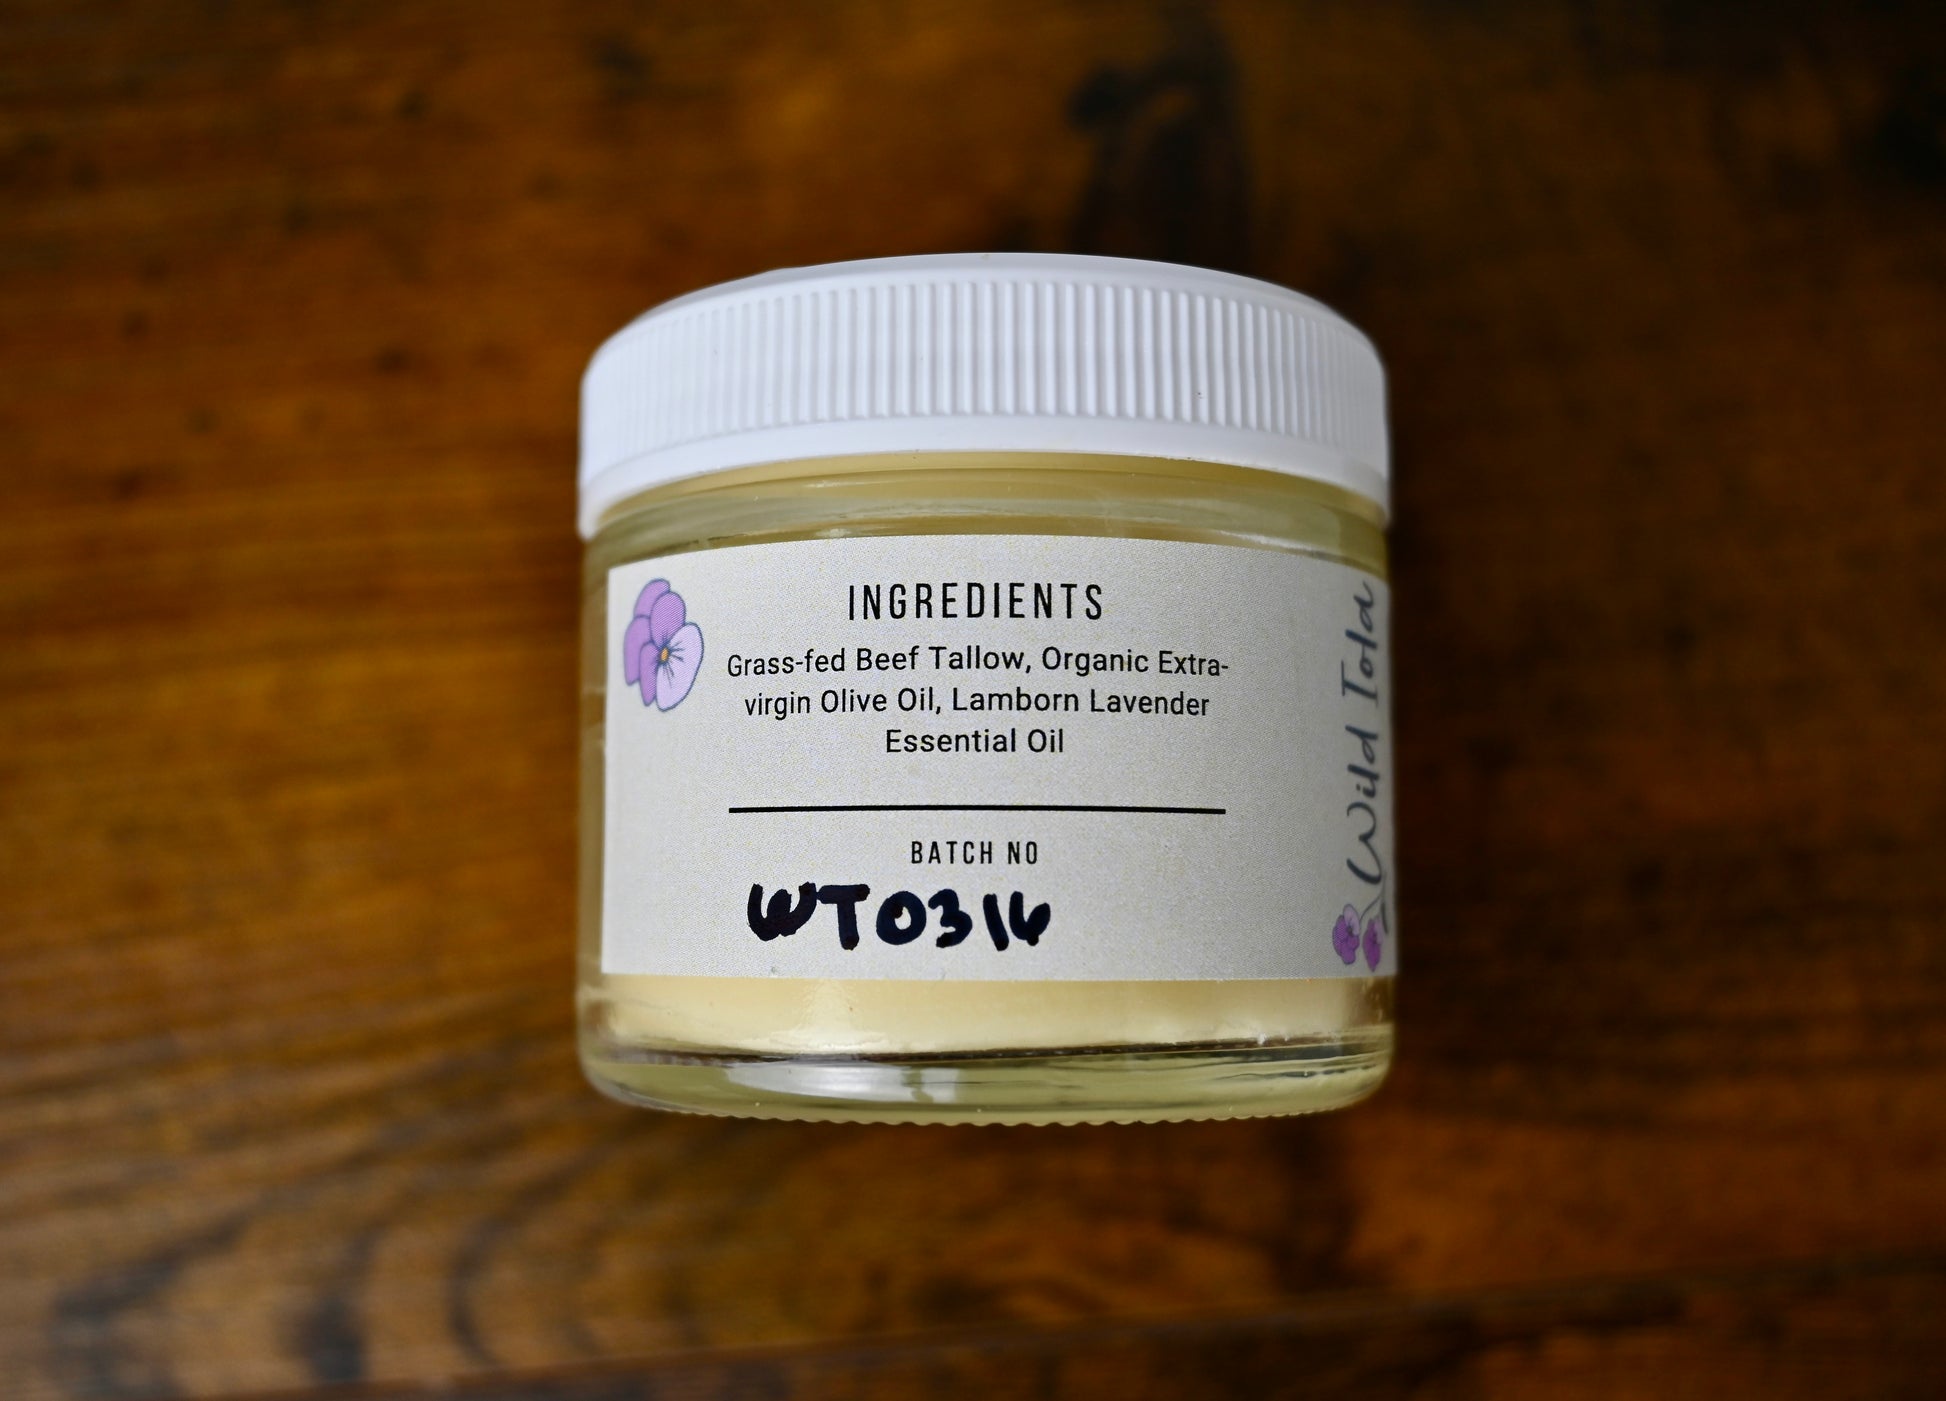 INGREDIENTS
Grass-fed Beef Tallow, Organic Extra-
virgin Olive Oil, Lamborn Lavender
Essential Oil
BATCH NO
WT0316
Wild Tola